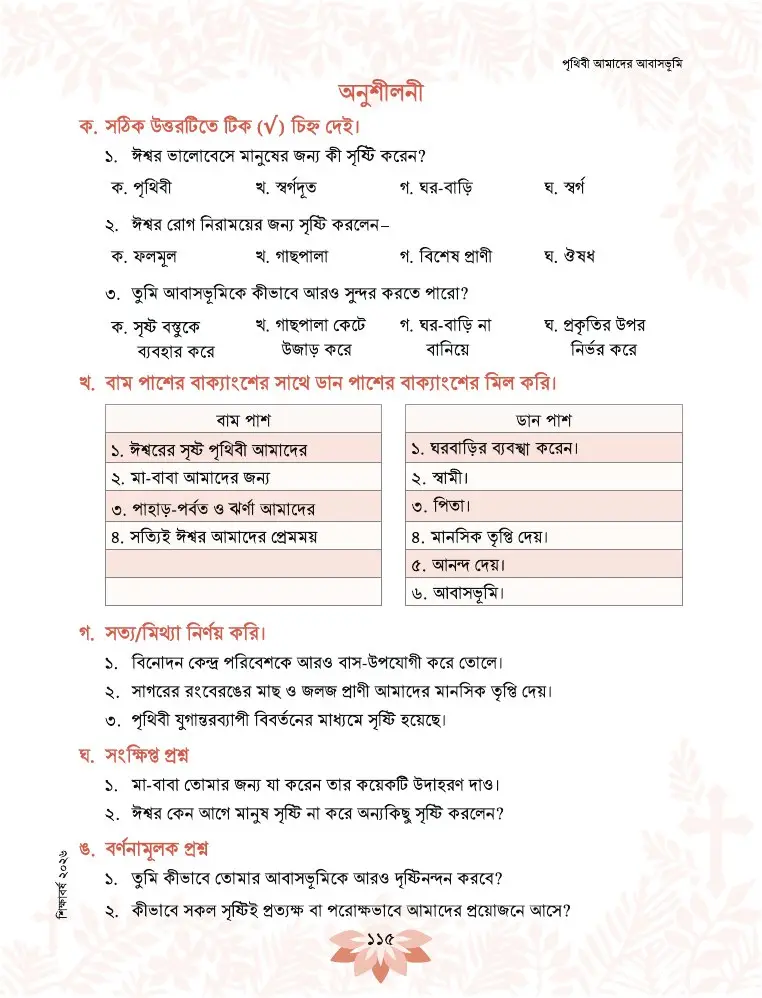 পৃথিবী আমাদের আবাসভূমি
অনুশীলনী
ক. সঠিক উত্তরটিতে টিক (√) চিহ্ন দেই।
১. ঈশ্বর ভালোবেসে মানুষের জন্য কী সৃষ্টি করেন?
ক. পৃথিবী খ. স্বর্গদূত গ. ঘর-বাড়ি ঘ. স্বর্গ
২. ঈশ্বর রোগ নিরাময়ের জন্য সৃষ্টি করলেন–
ক. ফলমূল খ. গাছপালা গ. বিশেষ প্রাণী ঘ. ঔষধ
৩. তুমি আবাসভূমিকে কীভাবে আরও সুন্দর করতে পারো?
ক. সৃষ্ট বস্তুকে খ. গাছপালা কেটে গ. ঘর-বাড়ি না ঘ. প্রকৃতির উপর
ব্যবহার করে উজাড় করে বানিয়ে নির্ভর করে
খ. বাম পাশের বাক্যাংশের সাথে ডান পাশের বাক্যাংশের মিল করি।
বাম পাশ
১. ঈশ্বরের সৃষ্ট পৃথিবী আমাদের
২. মা-বাবা আমাদের জন্য
৩. পাহাড়-পর্বত ও ঝর্ণা আমাদের
৪. সত্যিই ঈশ্বর আমাদের প্রেমময়
ডান পাশ
১. ঘরবাড়ির ব্যবস্থা করেন।
২. স্বামী।
৩. পিতা।
৪. মানসিক তৃপ্তি দেয়।
৫. আনন্দ দেয়।
৬. আবাসভূমি।
গ. সত্য/মিথ্যা নির্ণয় করি।
১. বিনোদন কেন্দ্র পরিবেশকে আরও বাস-উপযোগী করে তোলে।
২. সাগরের রংবেরঙের মাছ ও জলজ প্রাণী আমাদের মানসিক তৃপ্তি দেয়।
৩. পৃথিবী যুগান্তরব্যাপী বিবর্তনের মাধ্যমে সৃষ্টি হয়েছে।
ঘ. সংক্ষিপ্ত প্রশ্ন
১. মা-বাবা তোমার জন্য যা করেন তার কয়েকটি উদাহরণ দাও।
২. ঈশ্বর কেন আগে মানুষ সৃষ্টি না করে অন্যকিছু সৃষ্টি করলেন?
ঙ. বর্ণনামূলক প্রশ্ন
১. তুমি কীভাবে তোমার আবাসভূমিকে আরও দৃষ্টিনন্দন করবে?
২. কীভাবে সকল সৃষ্টিই প্রত্যক্ষ বা পরোক্ষভাবে আমাদের প্রয়োজনে আসে?
শিক্ষাবর্ষ ২০২৬
১১৫